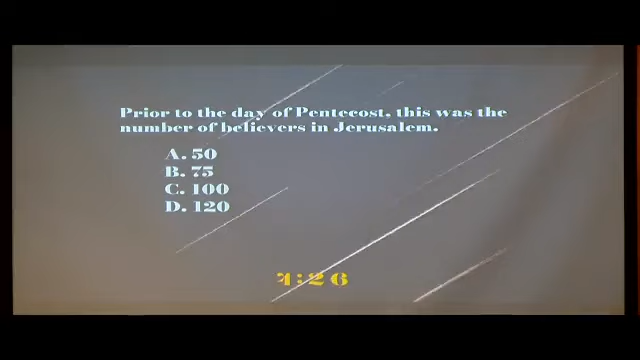 Prior to the day of Pentecost, this was the
number of believers in Jerusalem.
A. 50
B. 75
C. 100
D. 120